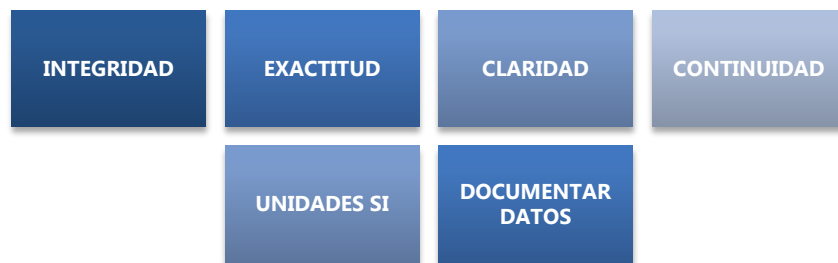 INTEGRIDAD
EXACTITUD
CLARIDAD
CONTINUIDAD
UNIDADES SI
DOCUMENTAR
DATOS